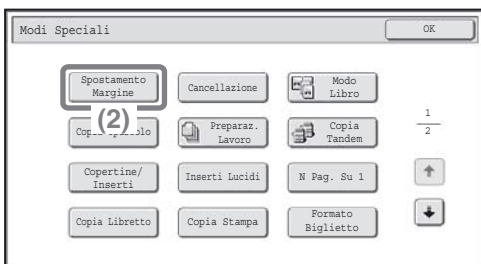 Modi Speciali
OK
Spostamento
Margine
Cancellazione
Modo
Libro
(2)
Preparaz.
Lavoro
Copia
Tandem
1
2
Copertine/
Inserti
Inserti Lucidi
N Pag. Su 1
Copia Libretto
Copia Stampa
Formato
Biglietto